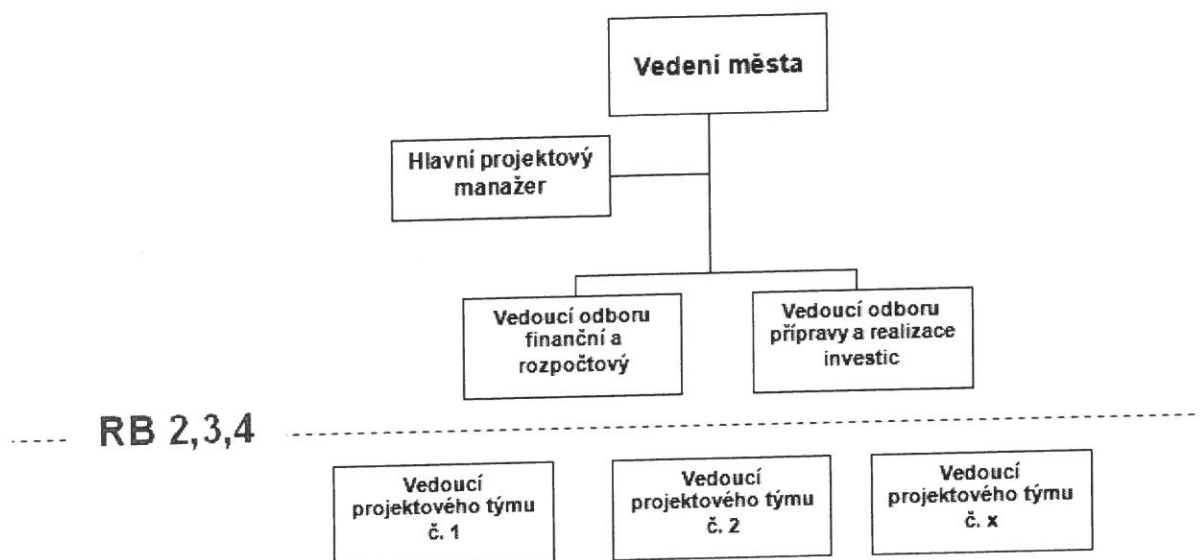 Vedení města
Hlavní projektový
manažer
Vedoucí odboru
finanční a
rozpočtový
Vedoucí odboru
přípravy a realizace
investic
RB 2,3,4
Vedoucí
projektového týmu
č. 1
Vedoucí
projektového týmu
č. 2
Vedoucí
projektového týmu
č. x